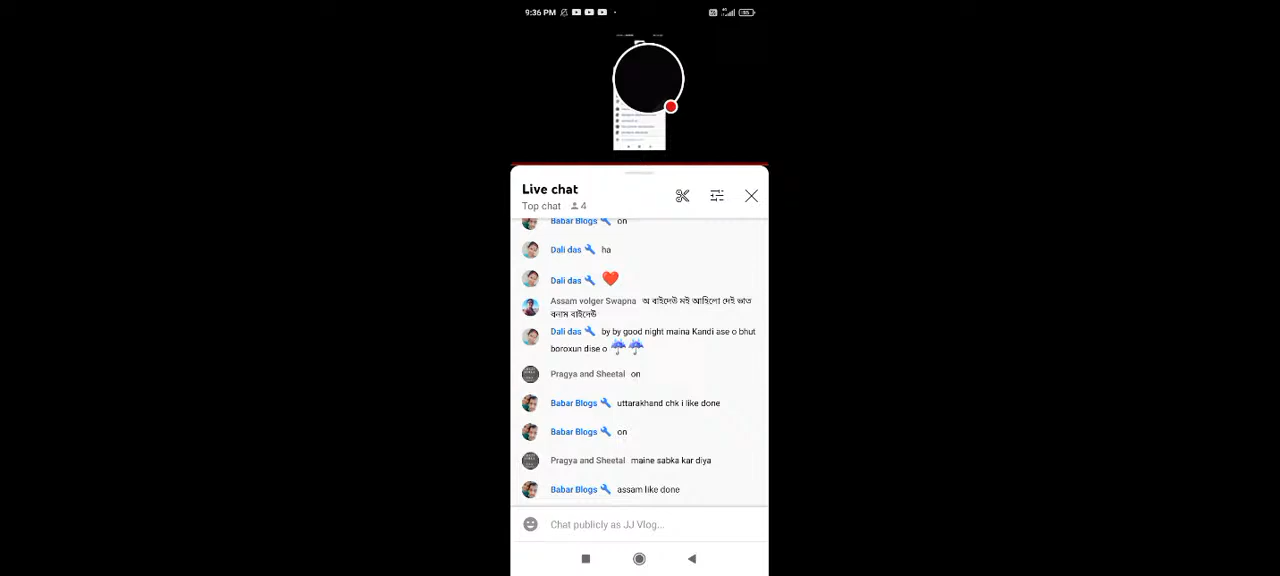 9:36 PM
Live chat
Top chat 4
Babar Blogs on
Dali das ha
Dali das ❤️
Assam volger Swapna অ বাইদেউ মই আহিলো দেই ভাত
বনাম বাইদেউ
Dali das by by good night maina Kandi ase o bhut
boroxun dise o ☔☔
Pragya and Sheetal on
Babar Blogs uttarakhand chk i like done
Babar Blogs on
Pragya and Sheetal maine sabka kar diya
Babar Blogs assam like done
Chat publicly as JJ Vlog...